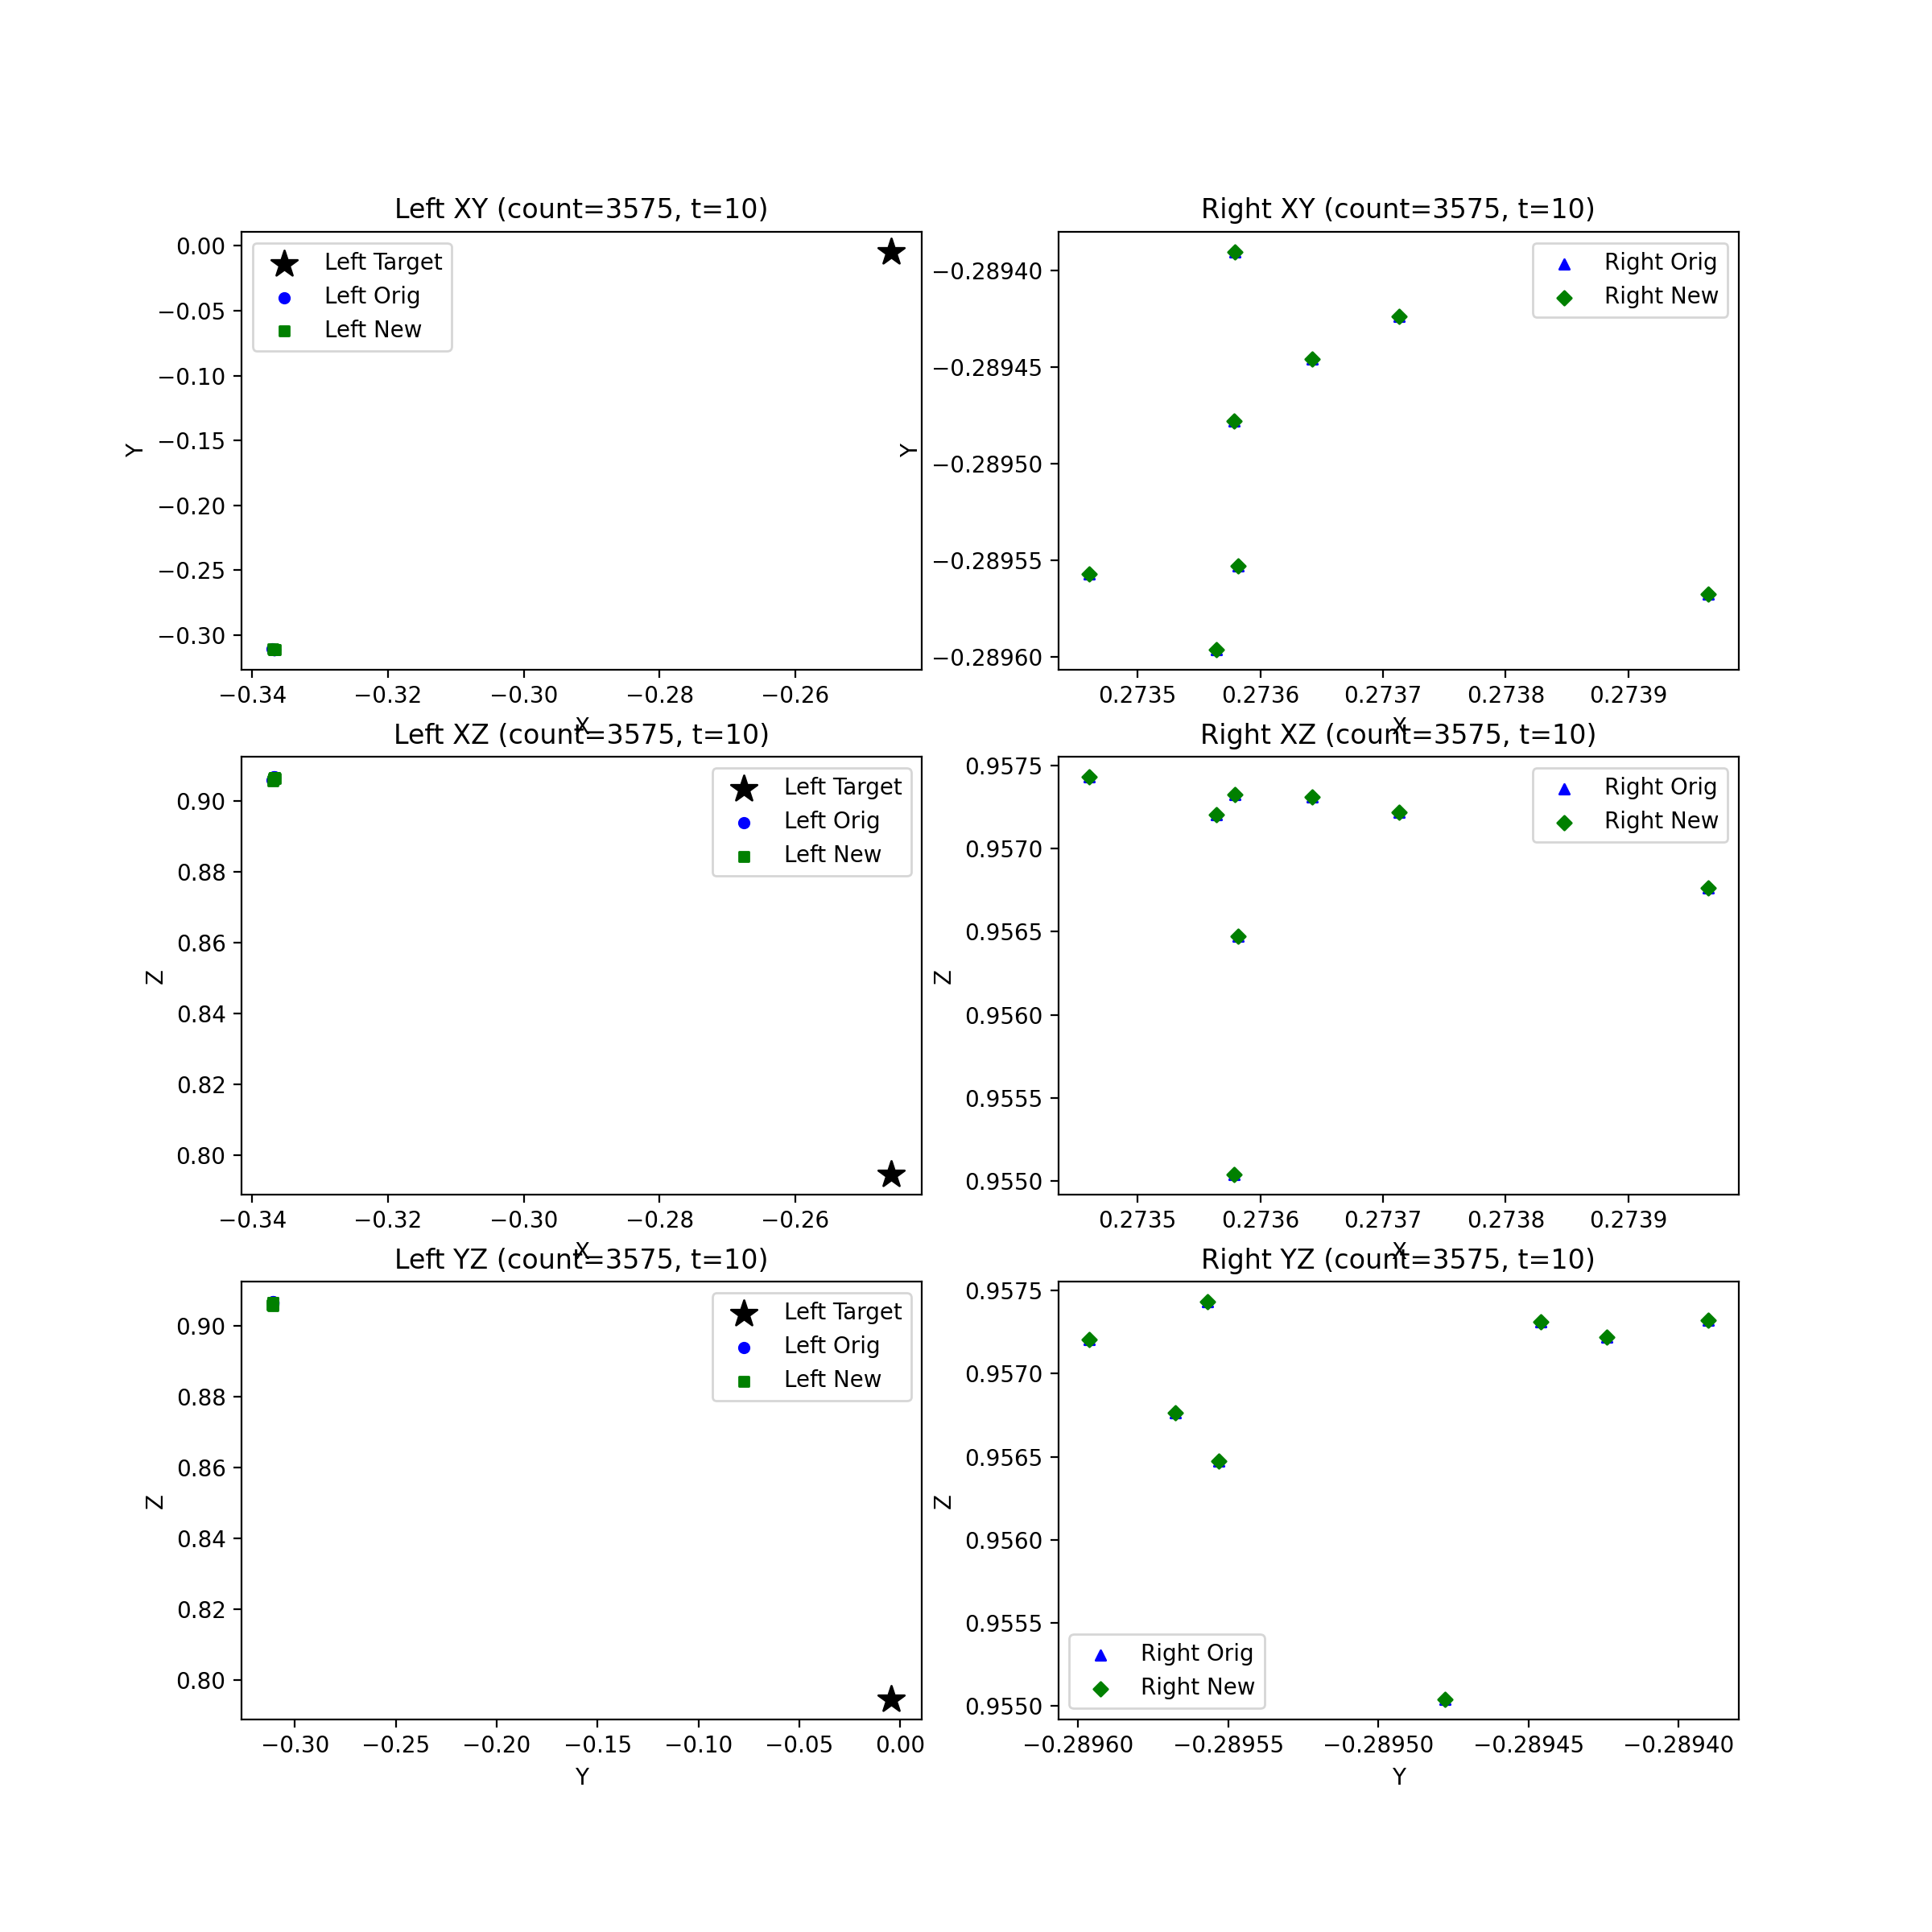 Left XY (count=3575, t=10)
0.00
−0.05
−0.10
−0.15
−0.20
−0.25
−0.30
Y
Left Target
Left Orig
Left New
−0.34
−0.32
−0.30
−0.28
−0.26
X
Right XY (count=3575, t=10)
−0.28940
−0.28945
−0.28950
−0.28955
−0.28960
Y
Right Orig
Right New
0.2735
0.2736
0.2737
0.2738
0.2739
X
Left XZ (count=3575, t=10)
0.90
0.88
0.86
0.84
0.82
0.80
Z
Left Target
Left Orig
Left New
−0.34
−0.32
−0.30
−0.28
−0.26
X
Right XZ (count=3575, t=10)
0.9575
0.9570
0.9565
0.9560
0.9555
0.9550
Z
Right Orig
Right New
0.2735
0.2736
0.2737
0.2738
0.2739
X
Left YZ (count=3575, t=10)
0.90
0.88
0.86
0.84
0.82
0.80
Z
Left Target
Left Orig
Left New
−0.30
−0.25
−0.20
−0.15
−0.10
−0.05
0.00
Y
Right YZ (count=3575, t=10)
0.9575
0.9570
0.9565
0.9560
0.9555
0.9550
Z
Right Orig
Right New
−0.28960
−0.28955
−0.28950
−0.28945
−0.28940
Y